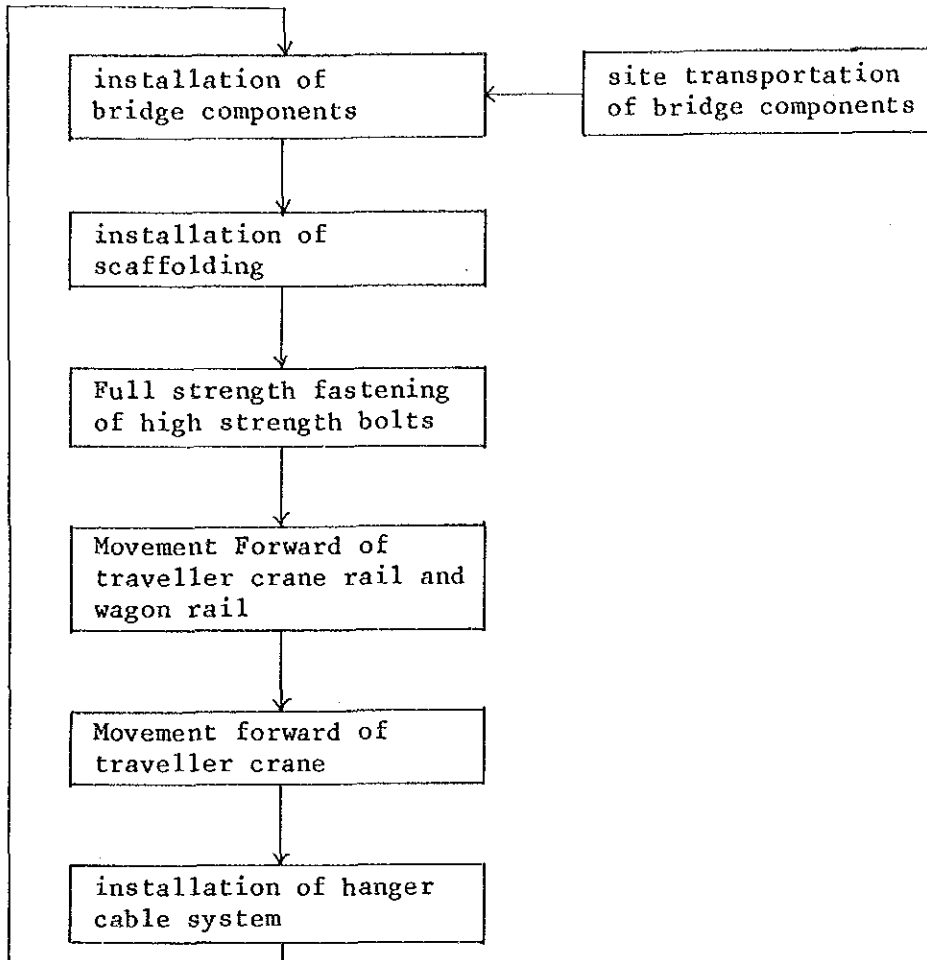 installation of
bridge components
site transportation
of bridge components
installation of
scaffolding
Full strength fastening
of high strength bolts
Movement Forward of
traveller crane rail and
wagon rail
Movement forward of
traveller crane
installation of hanger
cable system